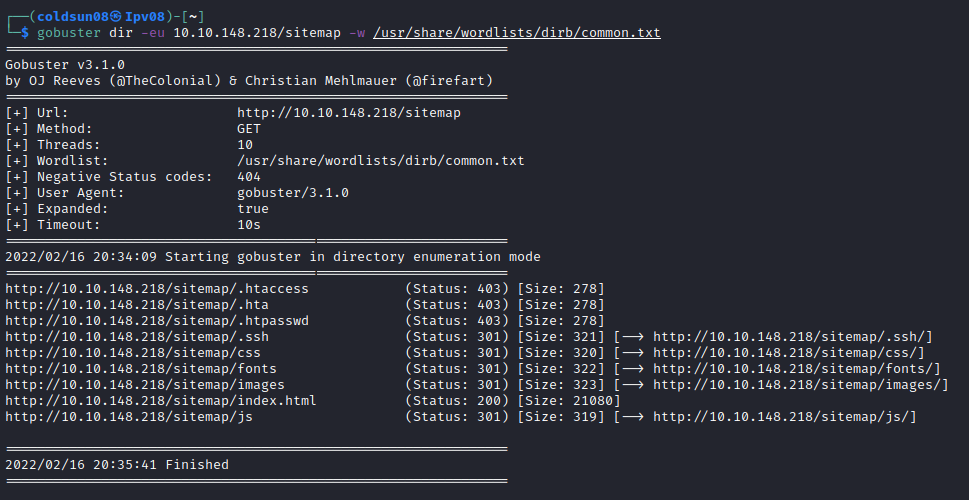 ┌──(coldsun08㉿Ipv08)-[~]
└─$ gobuster dir -eu 10.10.148.218/sitemap -w /usr/share/wordlists/dirb/common.txt
===============================================================
Gobuster v3.1.0
by OJ Reeves (@TheColonial) & Christian Mehlmauer (@firefart)
===============================================================
[+] Url:                     http://10.10.148.218/sitemap
[+] Method:                  GET
[+] Threads:                 10
[+] Wordlist:                /usr/share/wordlists/dirb/common.txt
[+] Negative Status codes:   404
[+] User Agent:              gobuster/3.1.0
[+] Expanded:                true
[+] Timeout:                 10s
===============================================================
2022/02/16 20:34:09 Starting gobuster in directory enumeration mode
===============================================================
http://10.10.148.218/sitemap/.htaccess            (Status: 403) [Size: 278]
http://10.10.148.218/sitemap/.hta                 (Status: 403) [Size: 278]
http://10.10.148.218/sitemap/.htpasswd            (Status: 403) [Size: 278]
http://10.10.148.218/sitemap/.ssh                 (Status: 301) [Size: 321] [--> http://10.10.148.218/sitemap/.ssh/]
http://10.10.148.218/sitemap/css                  (Status: 301) [Size: 320] [--> http://10.10.148.218/sitemap/css/]
http://10.10.148.218/sitemap/fonts                (Status: 301) [Size: 322] [--> http://10.10.148.218/sitemap/fonts/]
http://10.10.148.218/sitemap/images               (Status: 301) [Size: 323] [--> http://10.10.148.218/sitemap/images/]
http://10.10.148.218/sitemap/index.html           (Status: 200) [Size: 21080]
http://10.10.148.218/sitemap/js                   (Status: 301) [Size: 319] [--> http://10.10.148.218/sitemap/js/]
===============================================================
2022/02/16 20:35:41 Finished
===============================================================